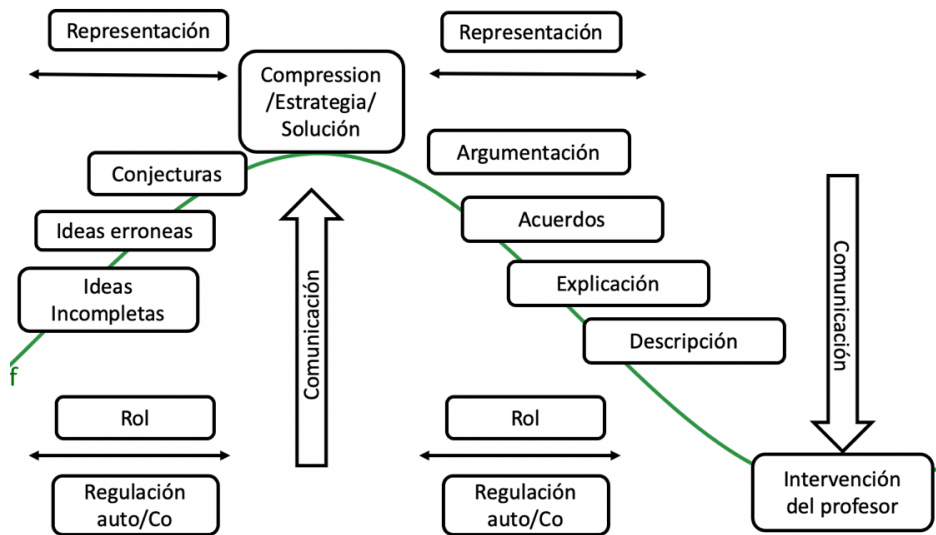 Representación
Representación
Compression
/Estrategia/
Solución
Conjecturas
Argumentación
Ideas erroneas
Acuerdos
Ideas
Incompletas
Explicación
Descripción
Comunicación
Comunicación
f
Rol
Rol
Regulación
auto/Co
Regulación
auto/Co
Intervención
del profesor